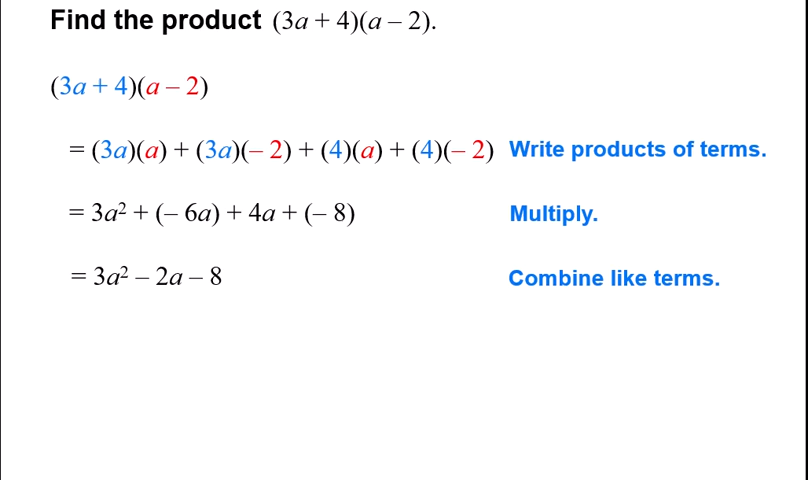 Find the product (3a + 4)(a – 2).
(3a + 4)(a – 2)
= (3a)(a) + (3a)(– 2) + (4)(a) + (4)(– 2) Write products of terms.
= 3a² + (– 6a) + 4a + (– 8) Multiply.
= 3a² – 2a – 8 Combine like terms.